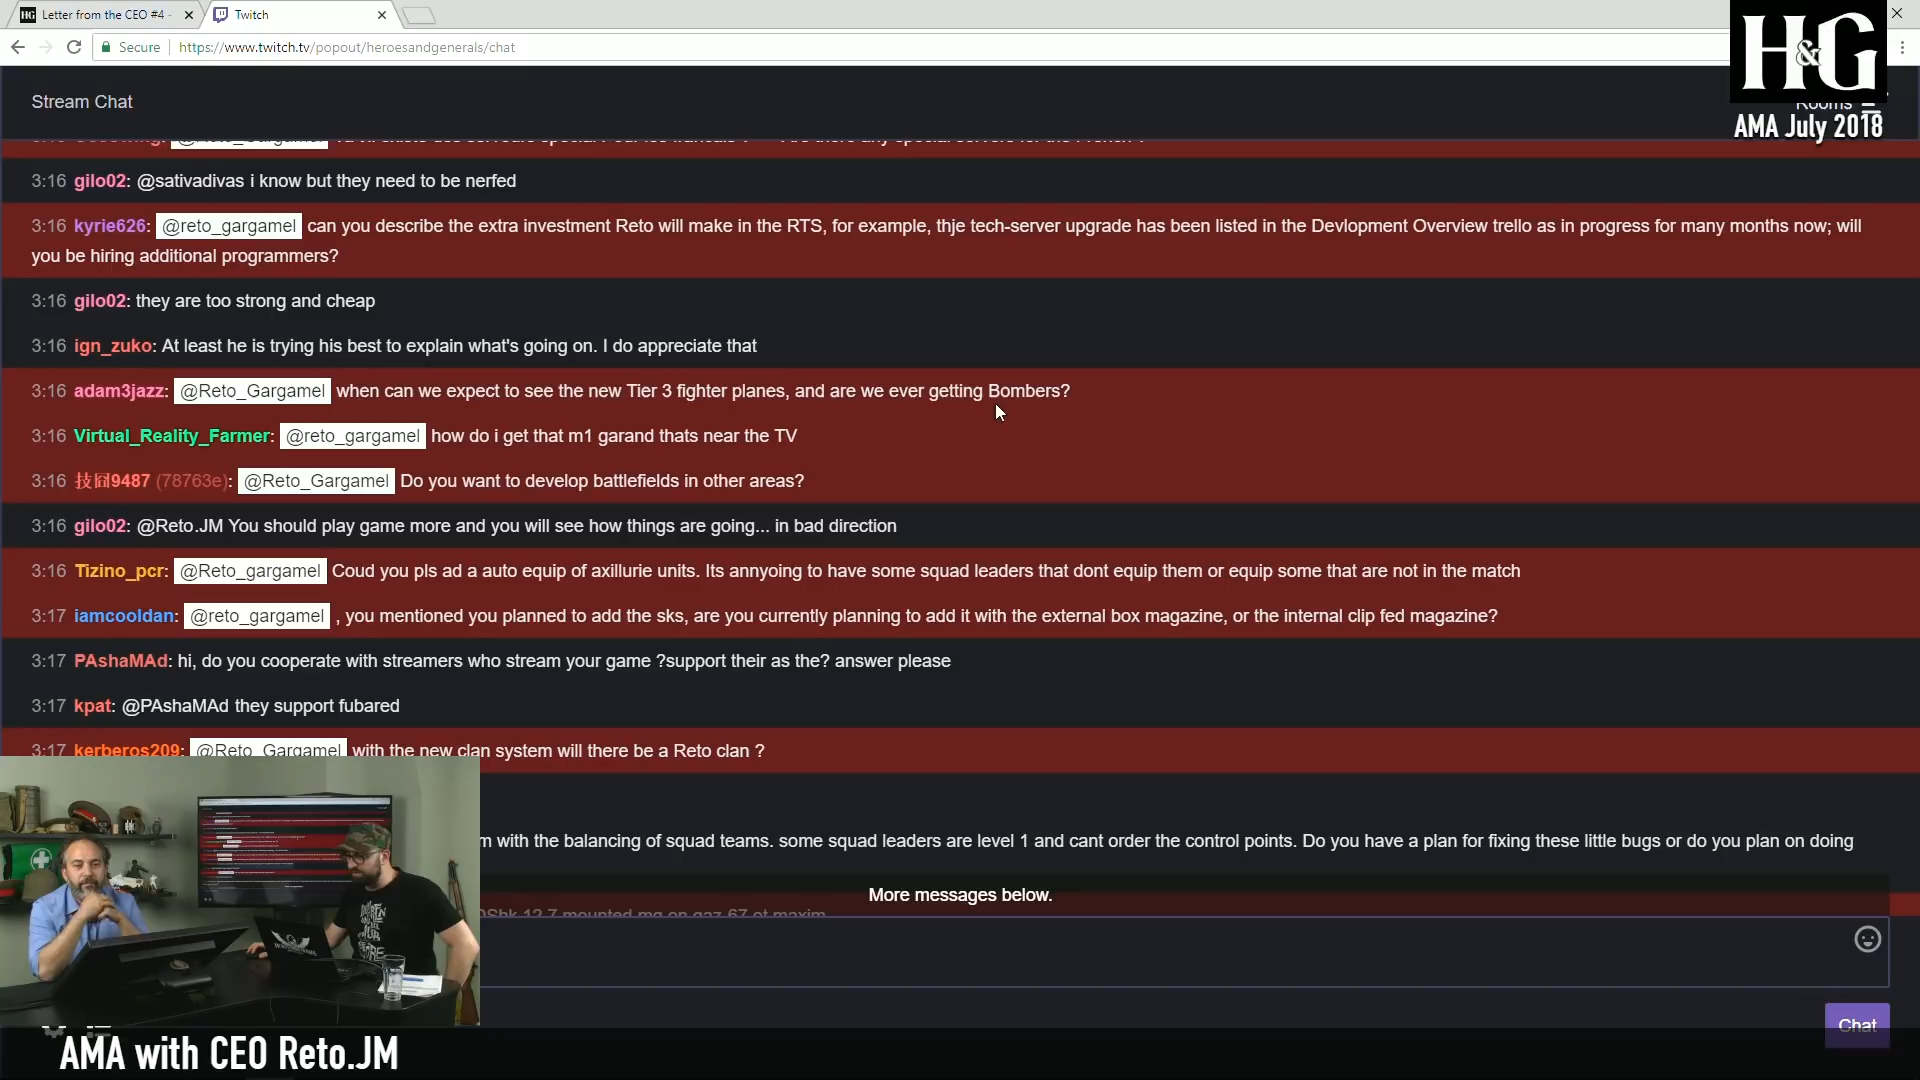 Letter from the CEO #4 -
Twitch
Secure
https://www.twitch.tv/popout/heroesandgenerals/chat
H&G
Stream Chat
Rooms
AMA July 2018
3:16 gilo02: @sativadivas i know but they need to be nerfed
3:16 kyrie626: @reto_gargamel can you describe the extra investment Reto will make in the RTS, for example, thje tech-server upgrade has been listed in the Devlopment Overview trello as in progress for many months now; will
you be hiring additional programmers?
3:16 gilo02: they are too strong and cheap
3:16 ign_zuko: At least he is trying his best to explain what's going on. I do appreciate that
3:16 adam3jazz: @Reto_Gargamel when can we expect to see the new Tier 3 fighter planes, and are we ever getting Bombers?
3:16 Virtual_Reality_Farmer: @reto_gargamel how do i get that m1 garand thats near the TV
3:16 技囧9487 (78763e): @Reto_Gargamel Do you want to develop battlefields in other areas?
3:16 gilo02: @Reto.JM You should play game more and you will see how things are going... in bad direction
3:16 Tizino_pcr: @Reto_gargamel Coud you pls ad a auto equip of axillurie units. Its annyoing to have some squad leaders that dont equip them or equip some that are not in the match
3:17 iamcooldan: @reto_gargamel , you mentioned you planned to add the sks, are you currently planning to add it with the external box magazine, or the internal clip fed magazine?
3:17 PAshaMAd: hi, do you cooperate with streamers who stream your game ?support their as the? answer please
3:17 kpat: @PAshaMAd they support fubared
3:17 kerberos209: @Reto_Gargamel with the new clan system will there be a Reto clan ?
with the balancing of squad teams. some squad leaders are level 1 and cant order the control points. Do you have a plan for fixing these little bugs or do you plan on doing
More messages below.
12.7 mounted mg on gaz-67 ot maxim
Chat
AMA with CEO Reto.JM